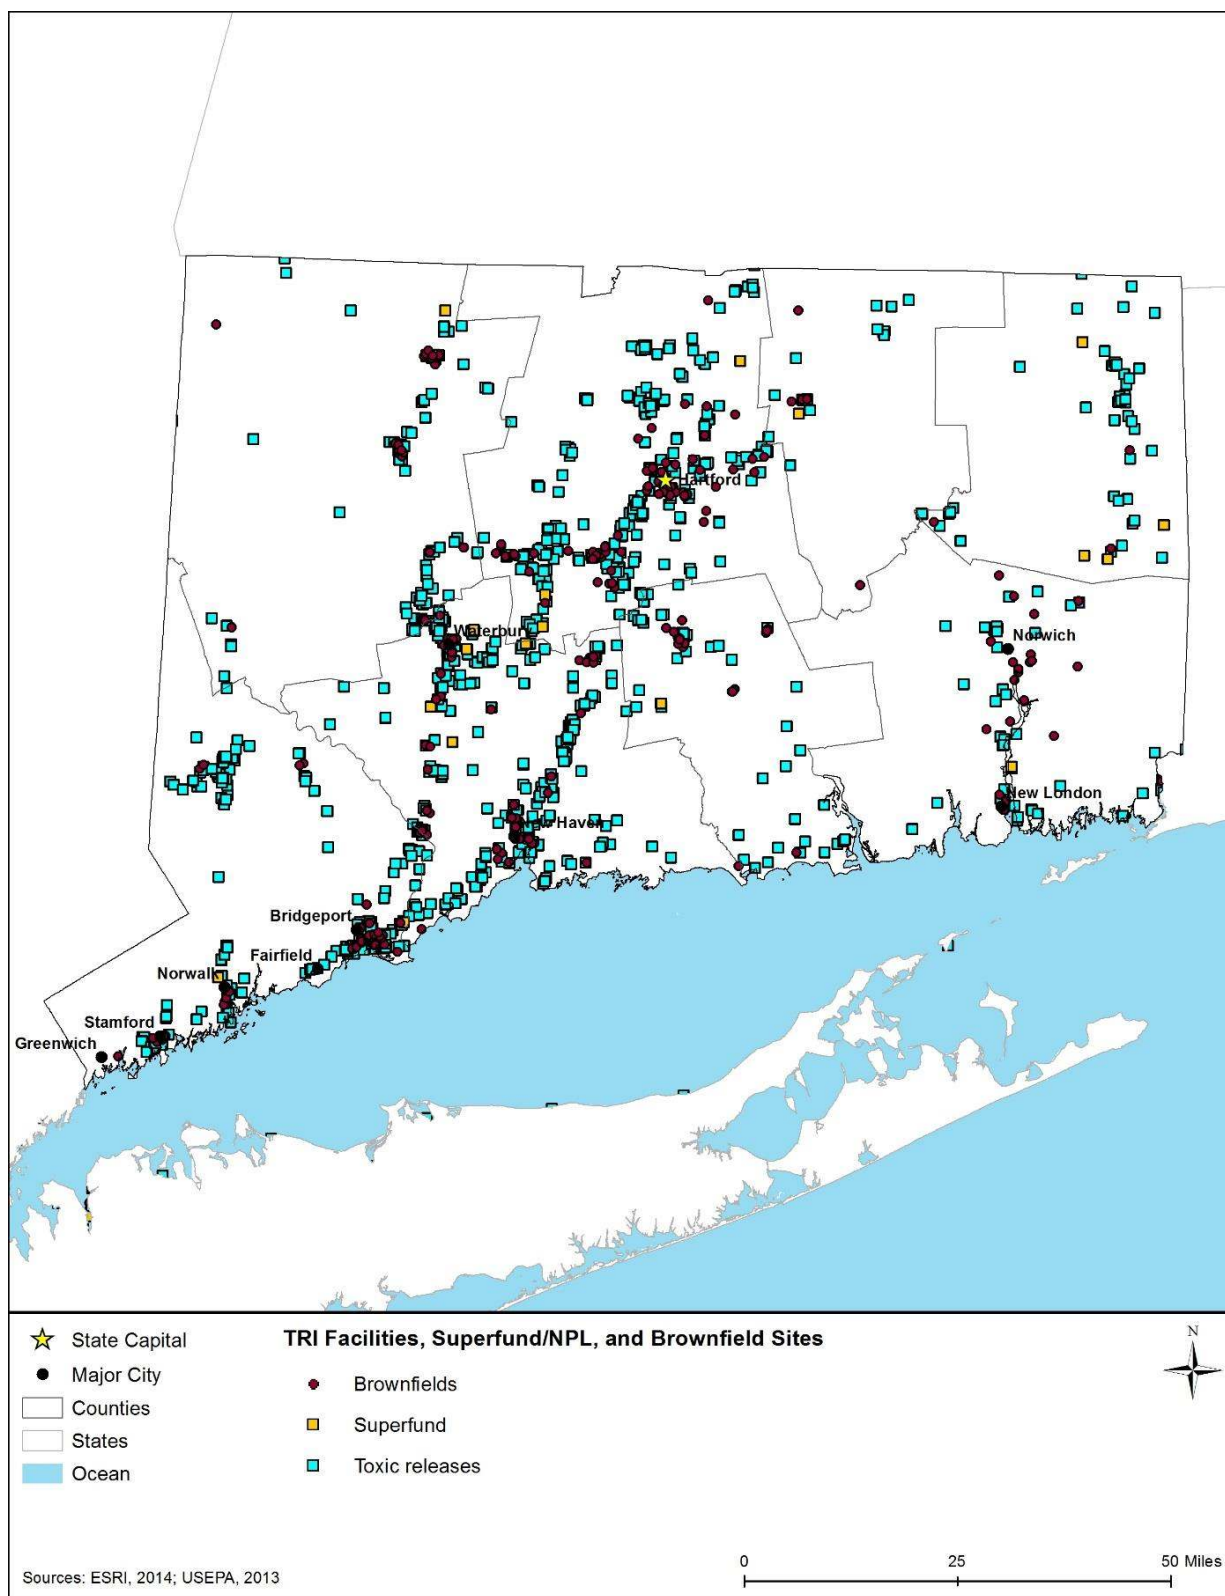 Hartford
Waterbury
Norwich
New London
New Haven
Bridgeport
Fairfield
Norwalk
Stamford
Greenwich
State Capital
Major City
Counties
States
Ocean
TRI Facilities, Superfund/NPL, and Brownfield Sites
Brownfields
Superfund
Toxic releases
N
0 25 50 Miles
Sources: ESRI, 2014; USEPA, 2013